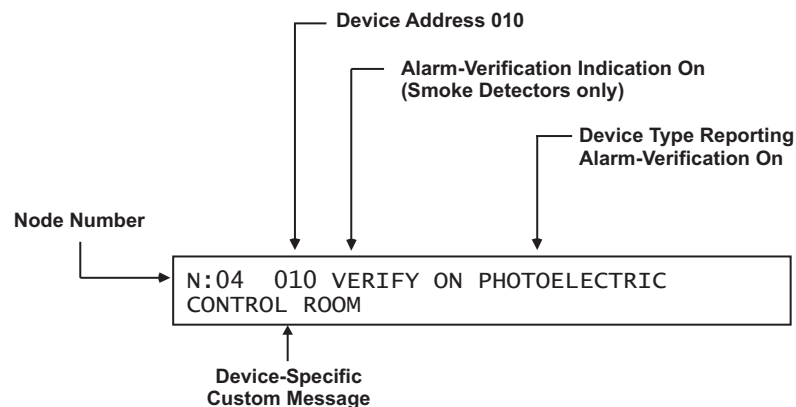 Device Address 010
Alarm-Verification Indication On
(Smoke Detectors only)
Device Type Reporting
Alarm-Verification On
Node Number
N:04 010 VERIFY ON PHOTOELECTRIC
CONTROL ROOM
Device-Specific
Custom Message